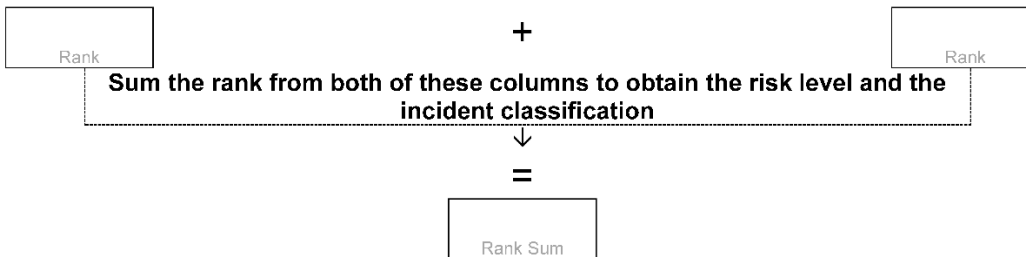 +
Rank
Rank
Sum the rank from both of these columns to obtain the risk level and the
incident classification
↓
=
Rank Sum